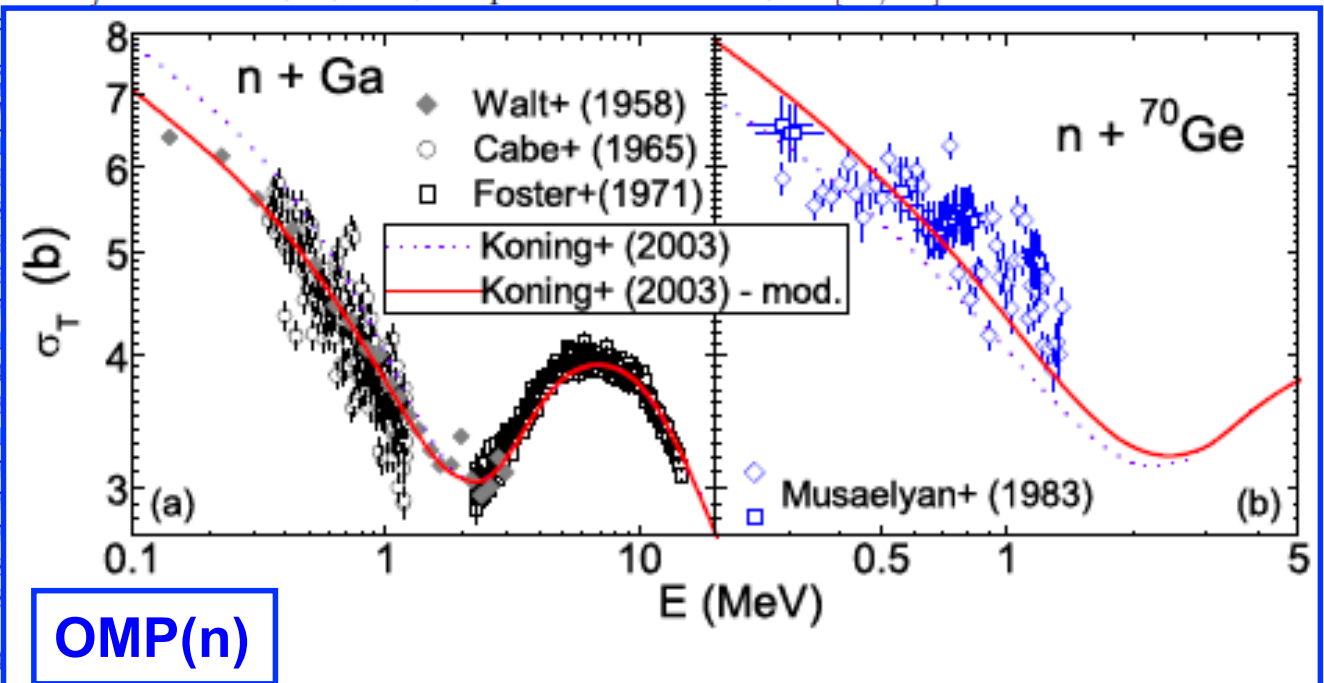 n + Ga
Walt+ (1958)
Cabe+ (1965)
Foster+(1971)
Koning+ (2003)
Koning+ (2003) - mod.
n + ⁷⁰Ge
Musaelyan+ (1983)
(a)
(b)
σT (b)
8
7
6
5
4
3
0.1
1
10
0.5
1
5
E (MeV)
OMP(n)